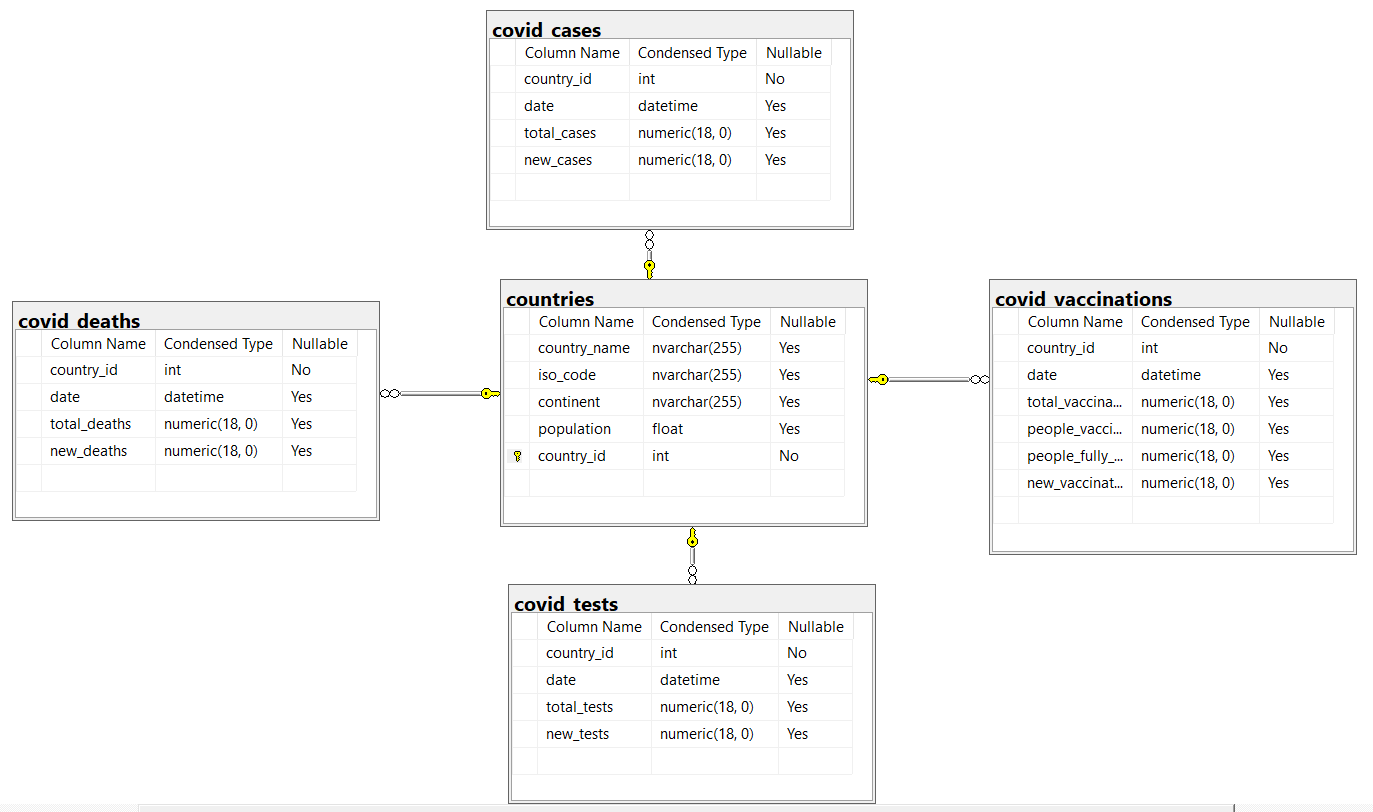 covid_cases
Column Name Condensed Type Nullable
country_id int No
date datetime Yes
total_cases numeric(18, 0) Yes
new_cases numeric(18, 0) Yes
covid_deaths
Column Name Condensed Type Nullable
country_id int No
date datetime Yes
total_deaths numeric(18, 0) Yes
new_deaths numeric(18, 0) Yes
countries
Column Name Condensed Type Nullable
country_name nvarchar(255) Yes
iso_code nvarchar(255) Yes
continent nvarchar(255) Yes
population float Yes
country_id int No
covid_vaccinations
Column Name Condensed Type Nullable
country_id int No
date datetime Yes
total_vaccina... numeric(18, 0) Yes
people_vacci... numeric(18, 0) Yes
people_fully_... numeric(18, 0) Yes
new_vaccinat... numeric(18, 0) Yes
covid_tests
Column Name Condensed Type Nullable
country_id int No
date datetime Yes
total_tests numeric(18, 0) Yes
new_tests numeric(18, 0) Yes